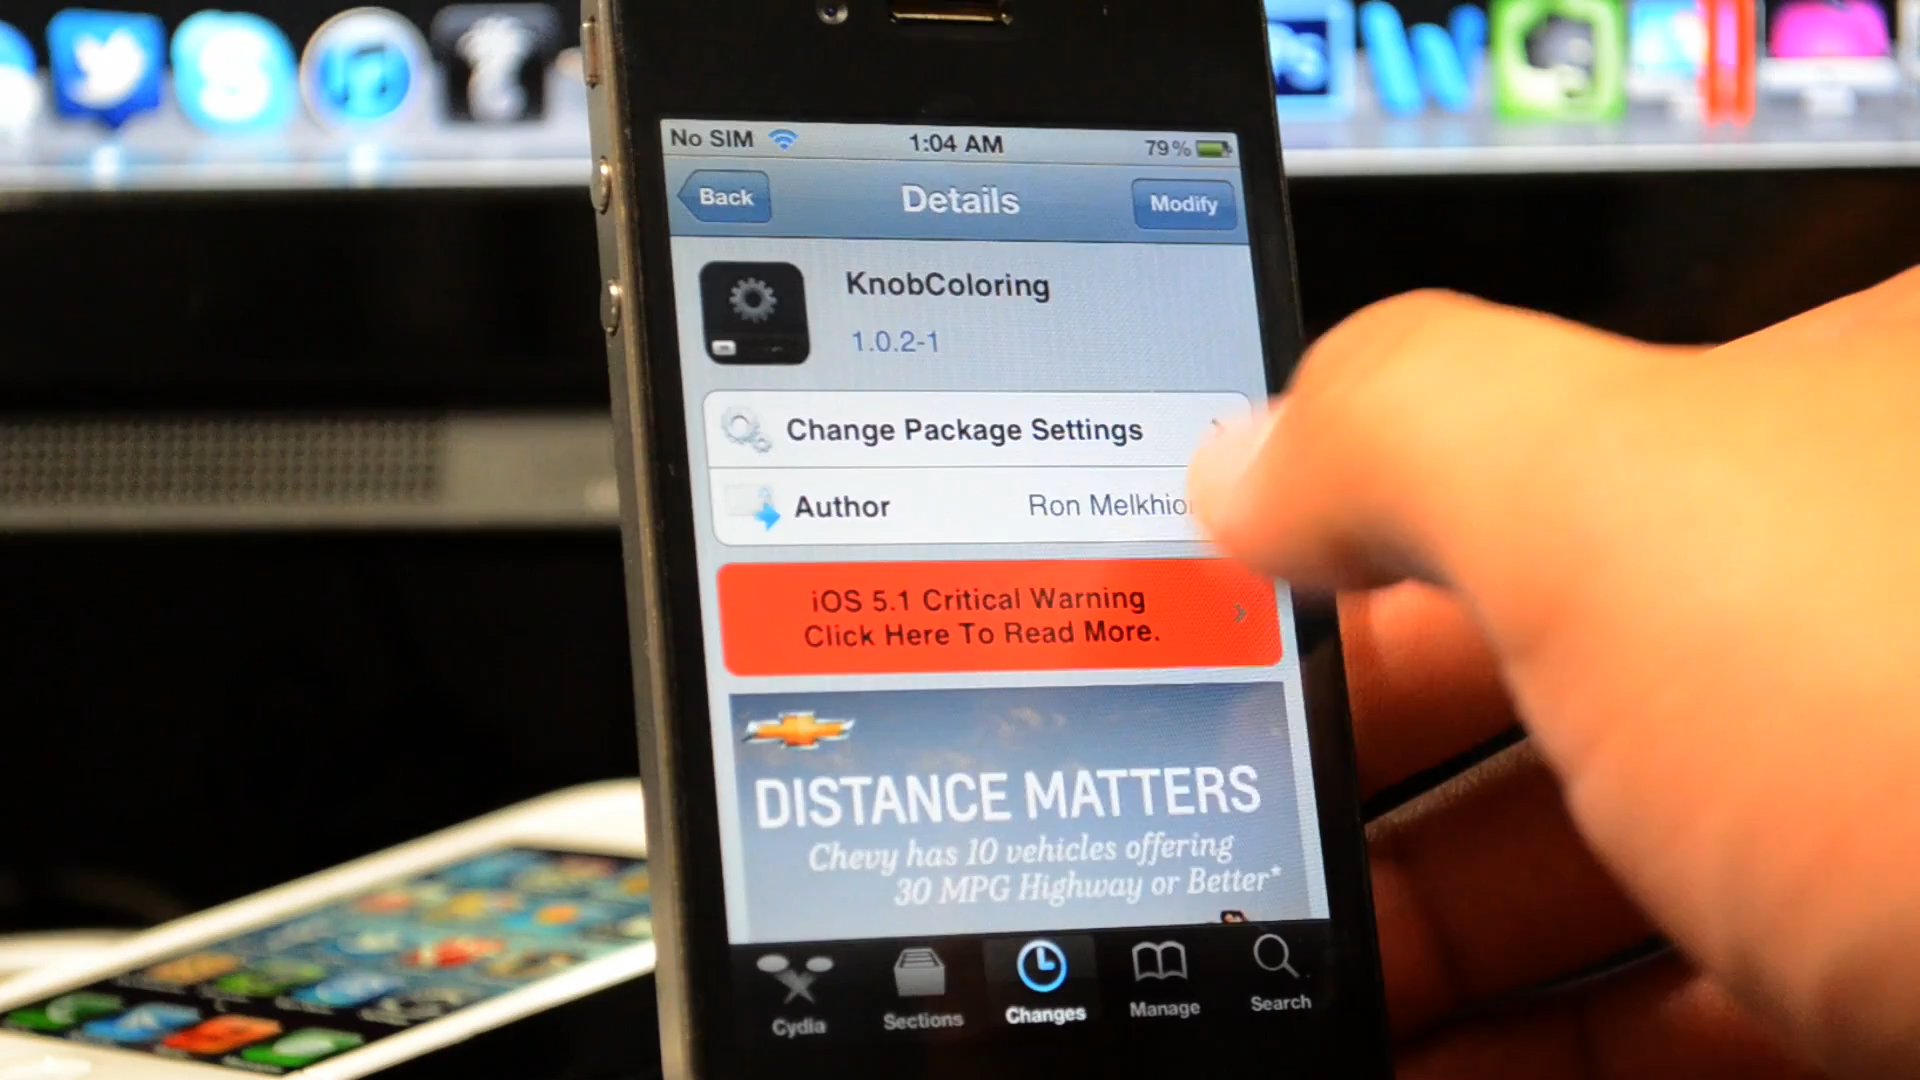 No SIM 1:04 AM 79%
Back Details Modify
KnobColoring
1.0.2-1
Change Package Settings
Author Ron
iOS 5.1 Critical Warning
Click Here To Read More.
DISTANCE MATTERS
Chevy has 10 vehicles offering
30 MPG Highway or Better*
Cydia Sections Changes Manage Search